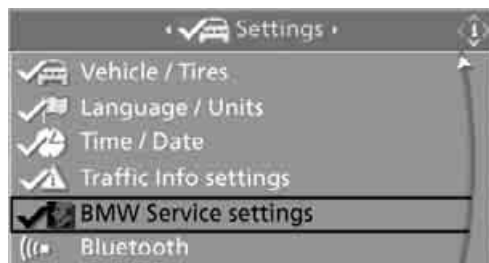 Settings
Vehicle / Tires
Language / Units
Time / Date
Traffic Info settings
BMW Service settings
Bluetooth